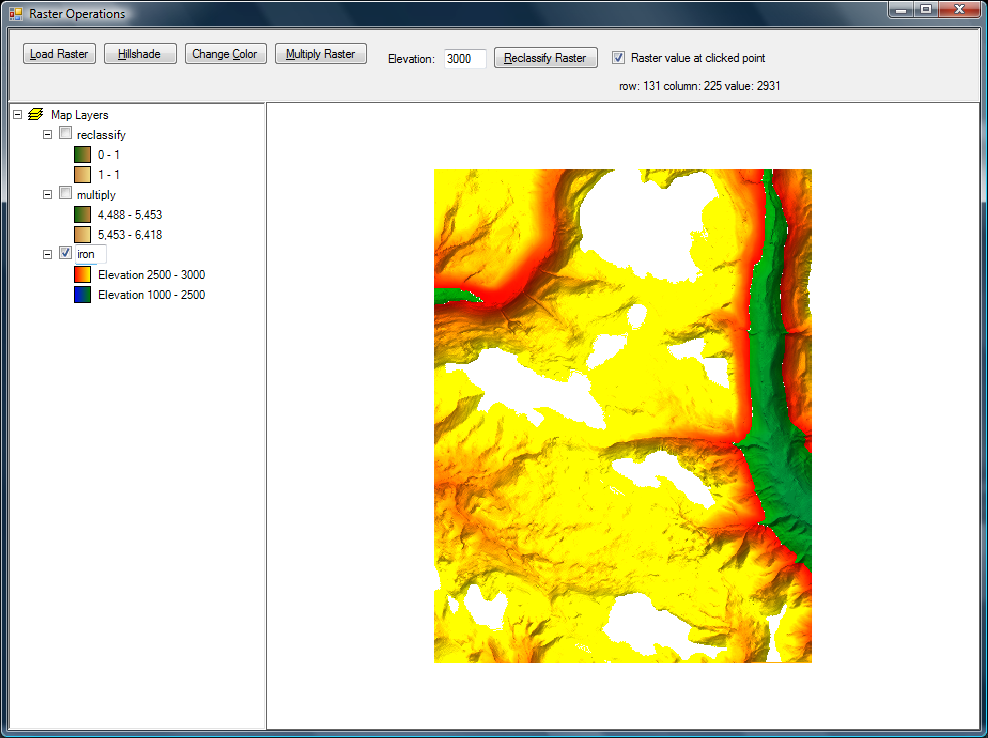 Raster Operations
Load Raster Hillshade Change Color Multiply Raster Elevation: 3000 Reclassify Raster Raster value at clicked point
row: 131 column: 225 value: 2931
Map Layers
reclassify
0 - 1
1 - 1
multiply
4,488 - 5,453
5,453 - 6,418
iron
Elevation 2500 - 3000
Elevation 1000 - 2500